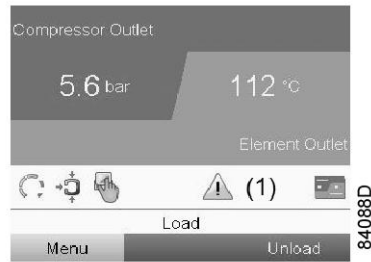 Compressor Outlet
5.6 bar 112 °C
Element Outlet
(1)
Load
Menu Unload
84088D